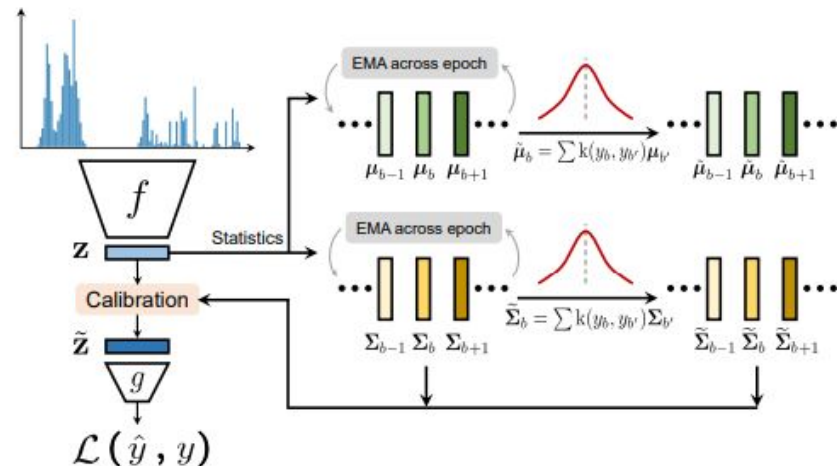 f
z
Statistics
Calibration
z̃
g
ℒ(ŷ, y)
EMA across epoch
••• •••
μ_{b−1} μ_b μ_{b+1}
μ̃_b = ∑ k(y_b, y_{b'})μ_{b'}
••• •••
μ̃_{b−1} μ̃_b μ̃_{b+1}
EMA across epoch
••• •••
Σ_{b−1} Σ_b Σ_{b+1}
Σ̃_b = ∑ k(y_b, y_{b'})Σ_{b'}
••• •••
Σ̃_{b−1} Σ̃_b Σ̃_{b+1}